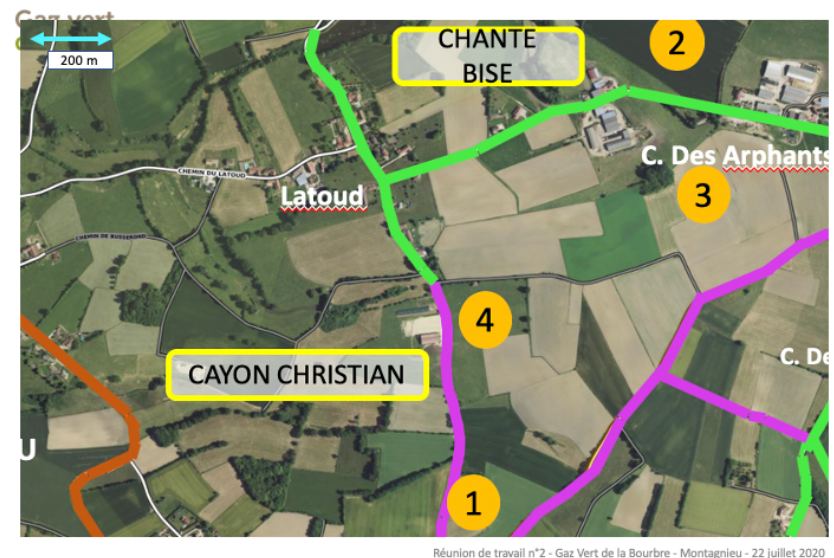 Gaz vert
200 m
CHANTE
BISE
2
CHEMIN DU LATOUD
C. Des Arphants
Latoud
3
CHEMIN DE BUSSEROND
4
C. De
CAYON CHRISTIAN
U
1
Réunion de travail n°2 - Gaz Vert de la Bourbre - Montagnieu - 22 juillet 2020